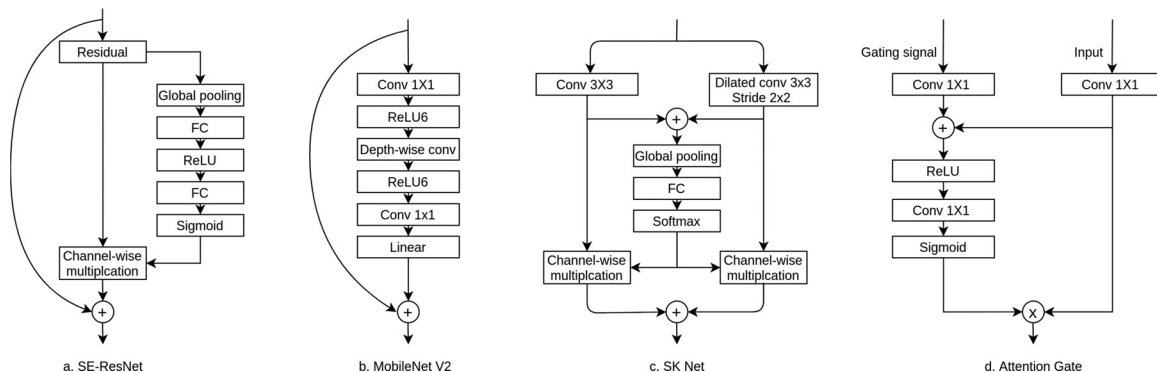 Residual
Global pooling
FC
ReLU
FC
Sigmoid
Channel-wise
multiplcation
+
a. SE-ResNet
Conv 1X1
ReLU6
Depth-wise conv
ReLU6
Conv 1x1
Linear
+
b. MobileNet V2
Conv 3X3
Dilated conv 3x3
Stride 2x2
+
Global pooling
FC
Softmax
Channel-wise
multiplcation
Channel-wise
multiplcation
+
c. SK Net
Gating signal
Input
Conv 1X1
Conv 1X1
+
ReLU
Conv 1X1
Sigmoid
x
d. Attention Gate